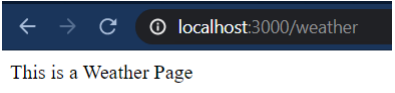 localhost:3000/weather
This is a Weather Page